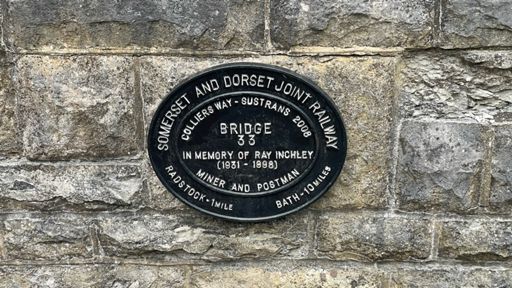 SOMERSET AND DORSET JOINT RAILWAY
COLLIERS WAY - SUSTRANS 2008
BRIDGE
33
IN MEMORY OF RAY INCHLEY
(1931 - 1998)
MINER AND POSTMAN
RADSTOCK - 1 MILE BATH - 10 MILES